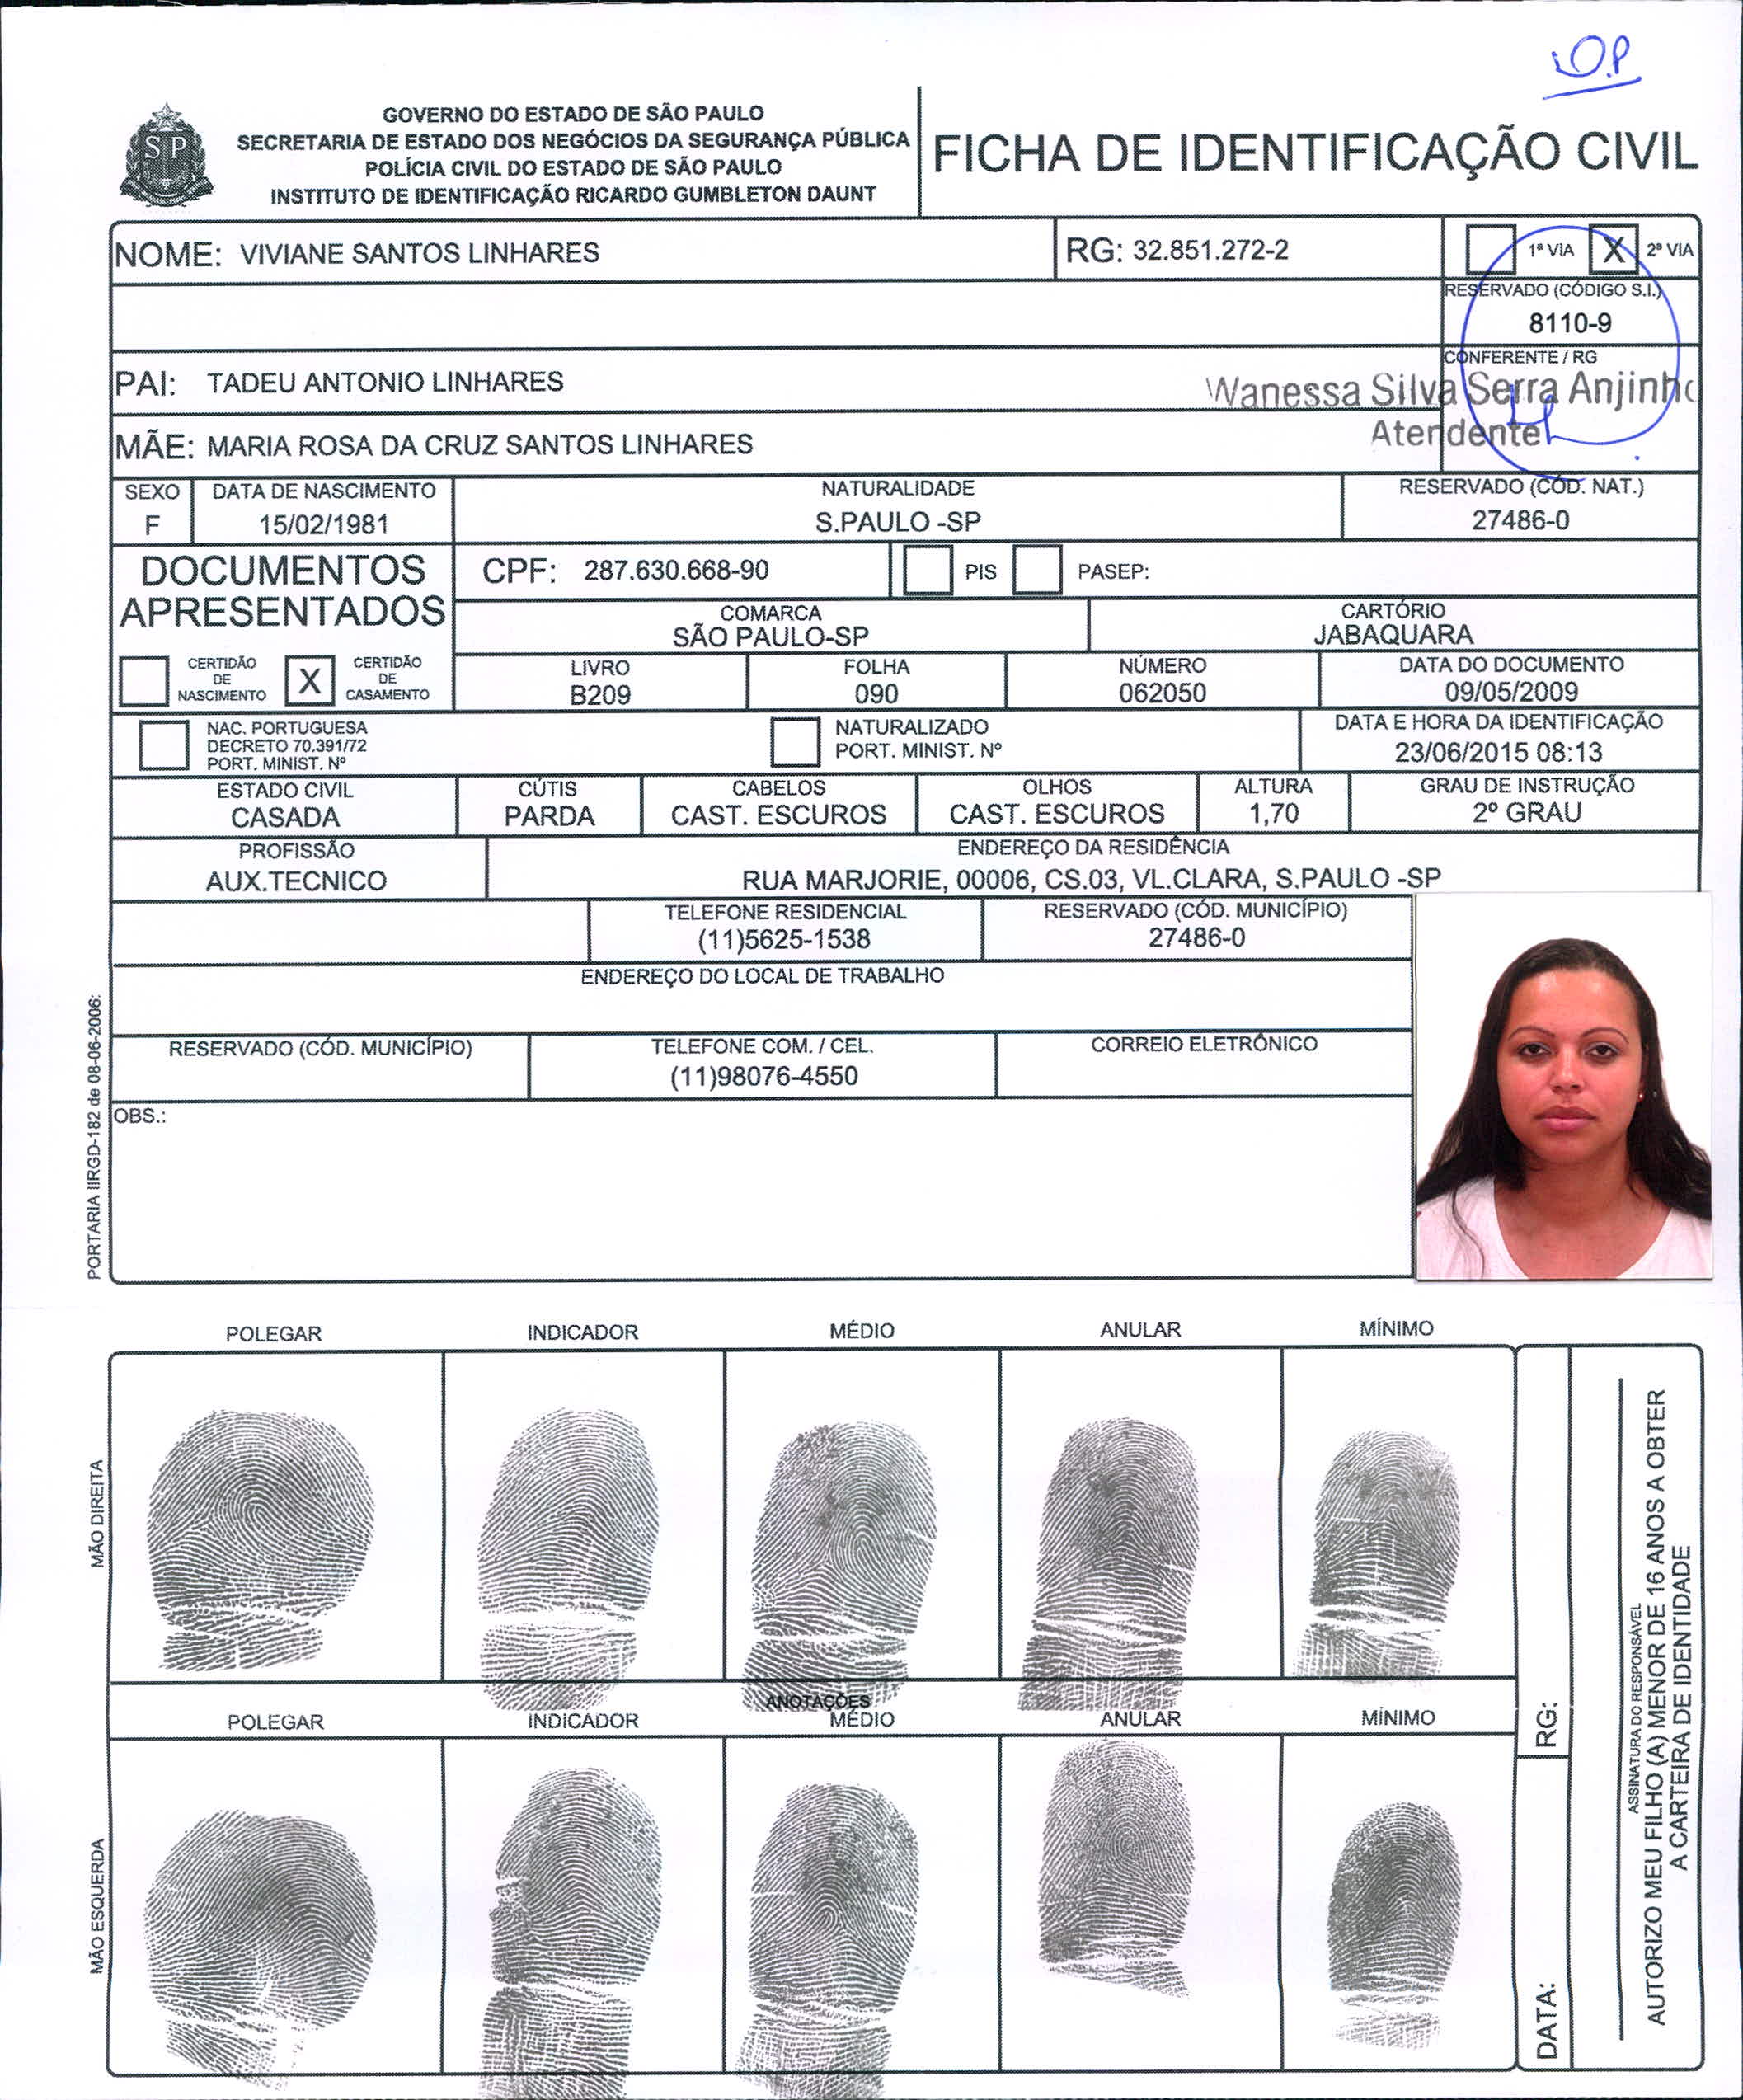 GOVERNO DO ESTADO DE SÃO PAULO
SECRETARIA DE ESTADO DOS NEGÓCIOS DA SEGURANÇA PÚBLICA
POLÍCIA CIVIL DO ESTADO DE SÃO PAULO
INSTITUTO DE IDENTIFICAÇÃO RICARDO GUMBLETON DAUNT
SP
FICHA DE IDENTIFICAÇÃO CIVIL
NOME: VIVIANE SANTOS LINHARES
RG: 32.851.272-2
1ª VIA X 2ª VIA
RESERVADO (CÓDIGO S.I.)
8110-9
CONFERENTE / RG
PAI: TADEU ANTONIO LINHARES
Wanessa Silva Serra Anjinho
Atendente
MÃE: MARIA ROSA DA CRUZ SANTOS LINHARES
SEXO DATA DE NASCIMENTO NATURALIDADE RESERVADO (CÓD. NAT.)
F 15/02/1981 S.PAULO -SP 27486-0
DOCUMENTOS
APRESENTADOS
CPF: 287.630.668-90 PIS PASEP:
COMARCA CARTÓRIO
SÃO PAULO-SP JABAQUARA
CERTIDÃO
DE
NASCIMENTO
X
CERTIDÃO
DE
CASAMENTO
LIVRO FOLHA NÚMERO DATA DO DOCUMENTO
B209 090 062050 09/05/2009
NAC. PORTUGUESA
DECRETO 70.391/72
PORT. MINIST. Nº
NATURALIZADO
PORT. MINIST. Nº
DATA E HORA DA IDENTIFICAÇÃO
23/06/2015 08:13
ESTADO CIVIL CÚTIS CABELOS OLHOS ALTURA GRAU DE INSTRUÇÃO
CASADA PARDA CAST. ESCUROS CAST. ESCUROS 1,70 2º GRAU
PROFISSÃO ENDEREÇO DA RESIDÊNCIA
AUX.TECNICO RUA MARJORIE, 00006, CS.03, VL.CLARA, S.PAULO -SP
TELEFONE RESIDENCIAL RESERVADO (CÓD. MUNICÍPIO)
(11)5625-1538 27486-0
ENDEREÇO DO LOCAL DE TRABALHO
RESERVADO (CÓD. MUNICÍPIO) TELEFONE COM. / CEL. CORREIO ELETRÔNICO
(11)98076-4550
OBS.:
PORTARIA IIRGD-182 de 08-06-2006:
POLEGAR INDICADOR MÉDIO ANULAR MÍNIMO
MÃO DIREITA
ANOTAÇÕES
POLEGAR INDICADOR MÉDIO ANULAR MÍNIMO
MÃO ESQUERDA
RG:
DATA:
ASSINATURA DO RESPONSÁVEL
AUTORIZO MEU FILHO (A) MENOR DE 16 ANOS A OBTER
A CARTEIRA DE IDENTIDADE